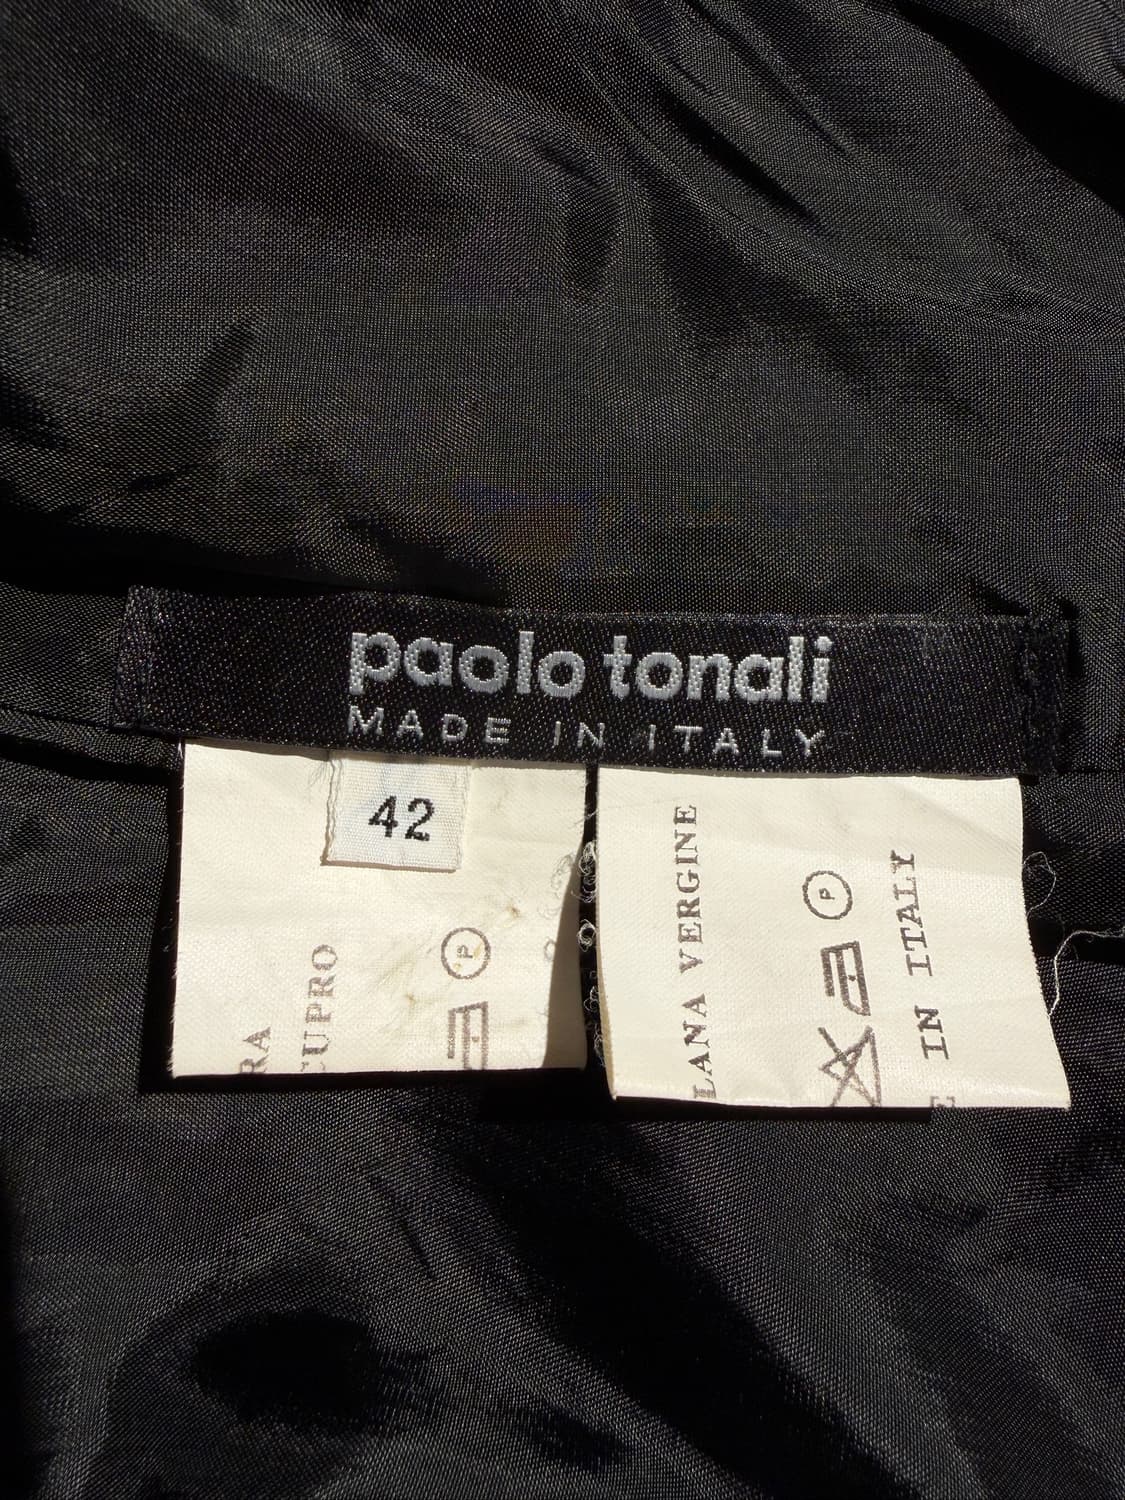 paolo tonali
MADE IN ITALY
42
RA
CUPRO
P
LANA VERGINE
P
E IN ITALY